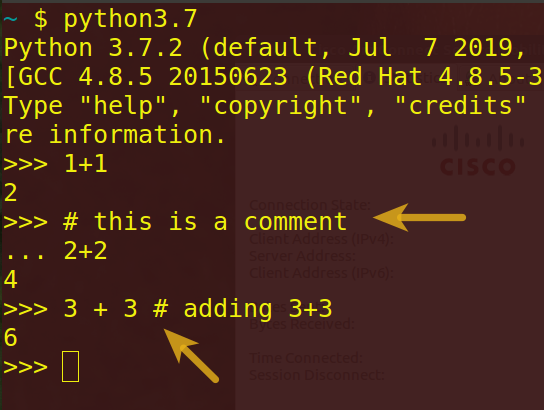 ~ $ python3.7
Python 3.7.2 (default, Jul  7 2019,
[GCC 4.8.5 20150623 (Red Hat 4.8.5-3
Type "help", "copyright", "credits"
re information.
>>> 1+1
2
>>> # this is a comment
... 2+2
4
>>> 3 + 3 # adding 3+3
6
>>>
CISCO
Connection State:
Client Address (IPv4):
Server Address:
Client Address (IPv6):
Bytes Received:
Time Connected:
Session Disconnect: